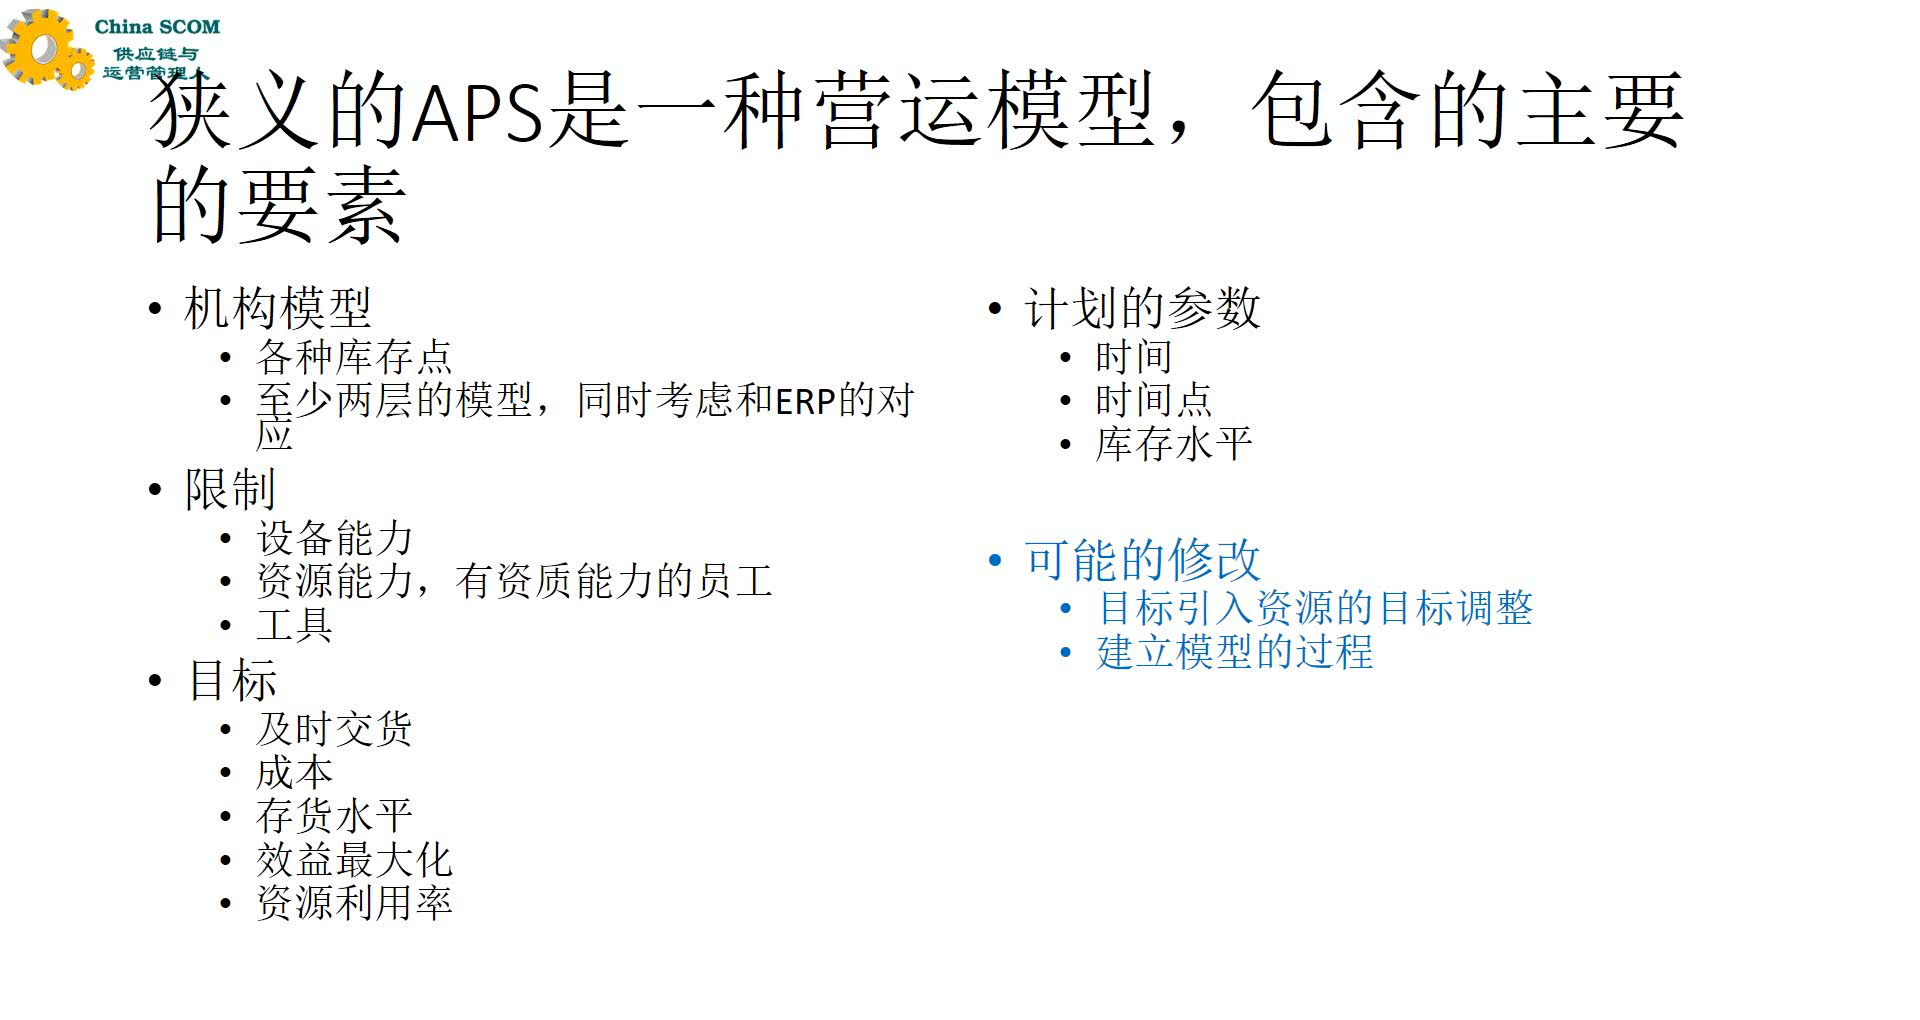 China SCOM
供应链与
运营管理人
狭义的APS是一种营运模型，包含的主要
的要素
• 机构模型
• 各种库存点
• 至少两层的模型，同时考虑和ERP的对
应
• 限制
• 设备能力
• 资源能力，有资质能力的员工
• 工具
• 目标
• 及时交货
• 成本
• 存货水平
• 效益最大化
• 资源利用率
• 计划的参数
• 时间
• 时间点
• 库存水平
• 可能的修改
• 目标引入资源的目标调整
• 建立模型的过程